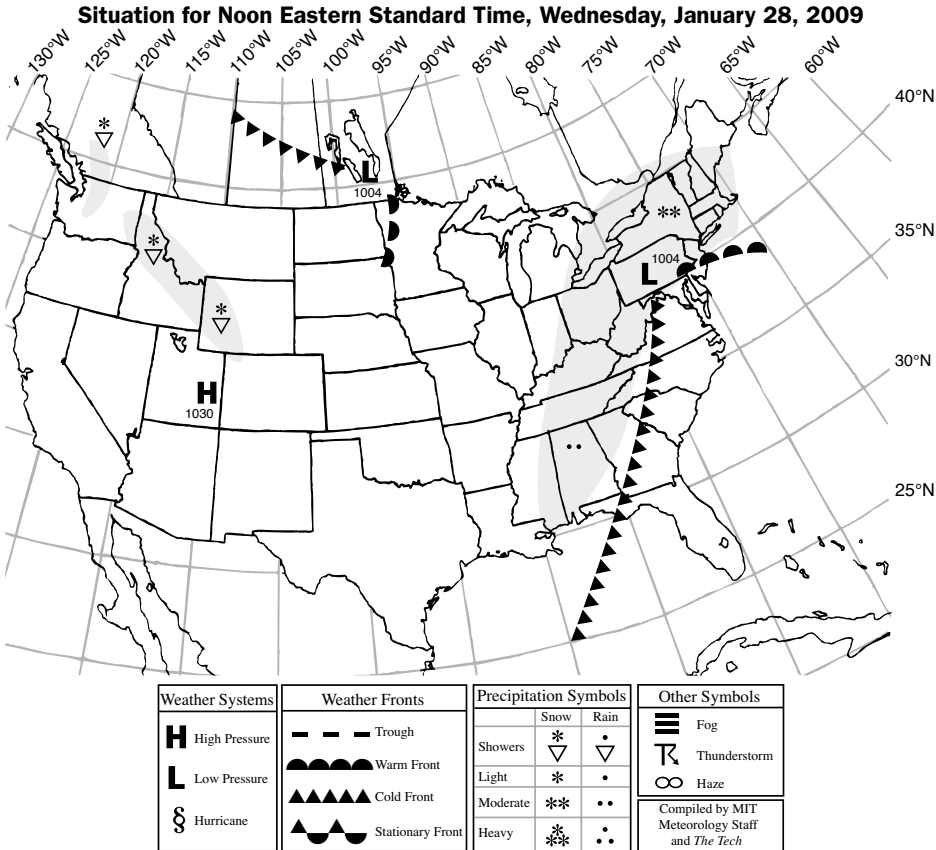 Situation for Noon Eastern Standard Time, Wednesday, January 28, 2009
130°W 125°W 120°W 115°W 110°W 105°W 100°W 95°W 90°W 85°W 80°W 75°W 70°W 65°W 60°W
40°N
35°N
30°N
25°N
L
1004
1004
L
H
1030
Weather Systems
H High Pressure
L Low Pressure
§ Hurricane
Weather Fronts
Trough
Warm Front
Cold Front
Stationary Front
Precipitation Symbols
Snow Rain
Showers
Light
Moderate
Heavy
Other Symbols
Fog
Thunderstorm
Haze
Compiled by MIT
Meteorology Staff
and The Tech